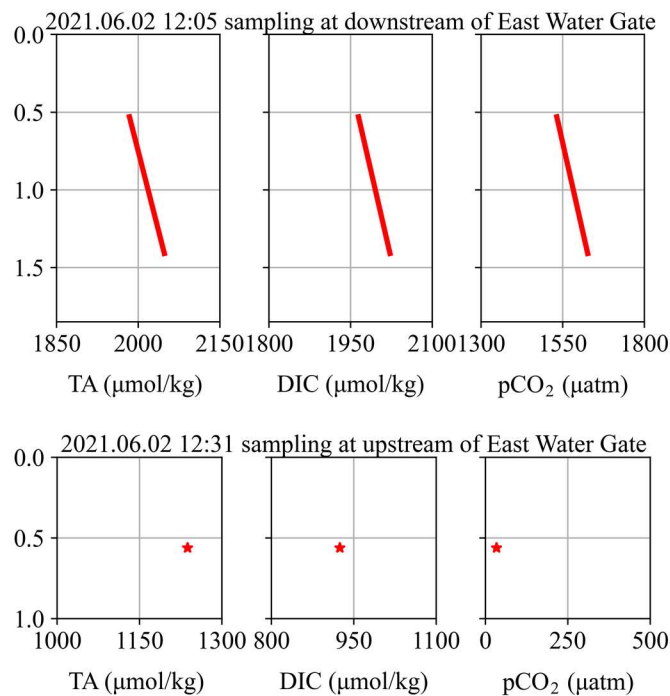 2021.06.02 12:05 sampling at downstream of East Water Gate
0.0
0.5
1.0
1.5
1850 2000 2150 1800 1950 2100 1300 1550 1800
TA (μmol/kg) DIC (μmol/kg) pCO₂ (μatm)
2021.06.02 12:31 sampling at upstream of East Water Gate
0.0
0.5
1.0
1000 1150 1300 800 950 1100 0 250 500
TA (μmol/kg) DIC (μmol/kg) pCO₂ (μatm)